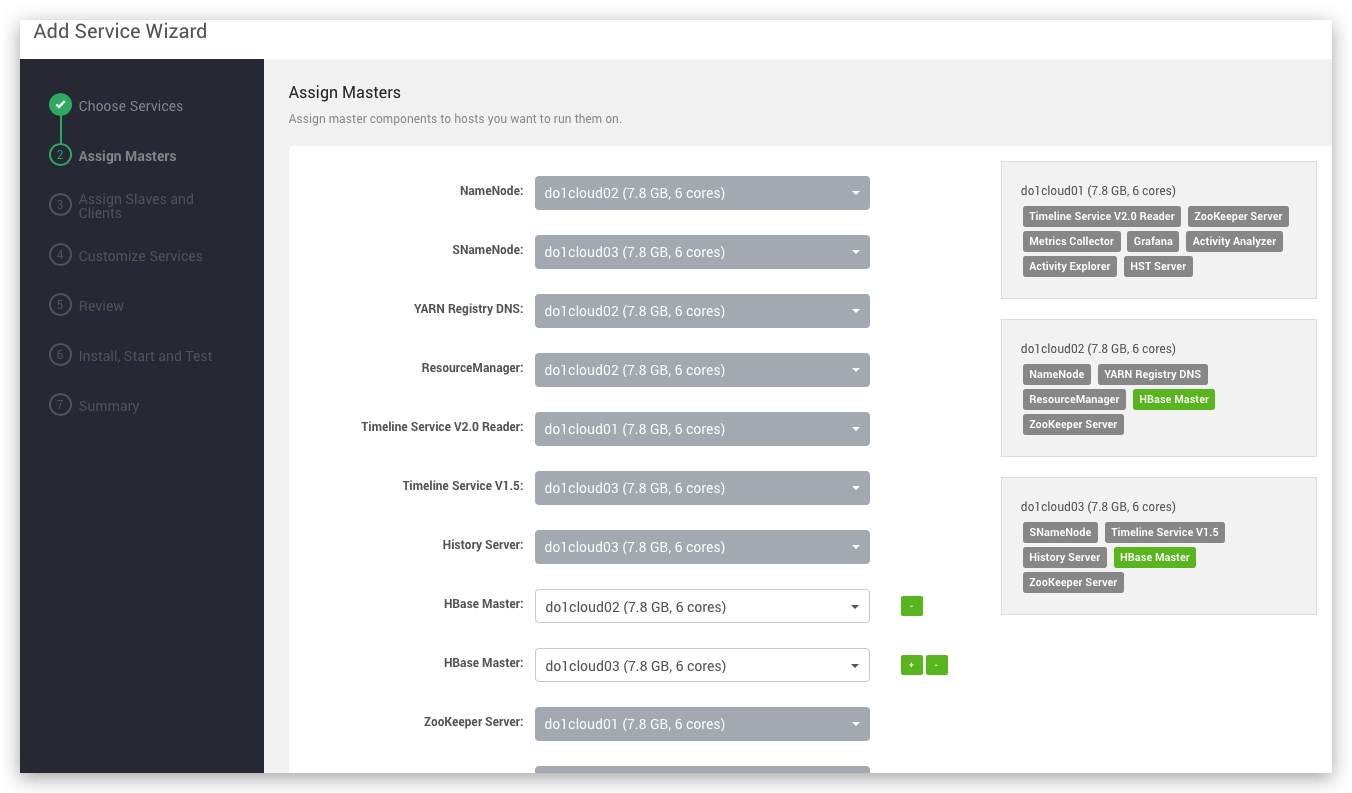 Add Service Wizard
Choose Services
2 Assign Masters
3 Assign Slaves and
Clients
4 Customize Services
5 Review
6 Install, Start and Test
7 Summary
Assign Masters
Assign master components to hosts you want to run them on.
NameNode: do1cloud02 (7.8 GB, 6 cores)
SNameNode: do1cloud03 (7.8 GB, 6 cores)
YARN Registry DNS: do1cloud02 (7.8 GB, 6 cores)
ResourceManager: do1cloud02 (7.8 GB, 6 cores)
Timeline Service V2.0 Reader: do1cloud01 (7.8 GB, 6 cores)
Timeline Service V1.5: do1cloud03 (7.8 GB, 6 cores)
History Server: do1cloud03 (7.8 GB, 6 cores)
HBase Master: do1cloud02 (7.8 GB, 6 cores) -
HBase Master: do1cloud03 (7.8 GB, 6 cores) + -
ZooKeeper Server: do1cloud01 (7.8 GB, 6 cores)
do1cloud01 (7.8 GB, 6 cores)
Timeline Service V2.0 Reader ZooKeeper Server
Metrics Collector Grafana Activity Analyzer
Activity Explorer HST Server
do1cloud02 (7.8 GB, 6 cores)
NameNode YARN Registry DNS
ResourceManager HBase Master
ZooKeeper Server
do1cloud03 (7.8 GB, 6 cores)
SNameNode Timeline Service V1.5
History Server HBase Master
ZooKeeper Server